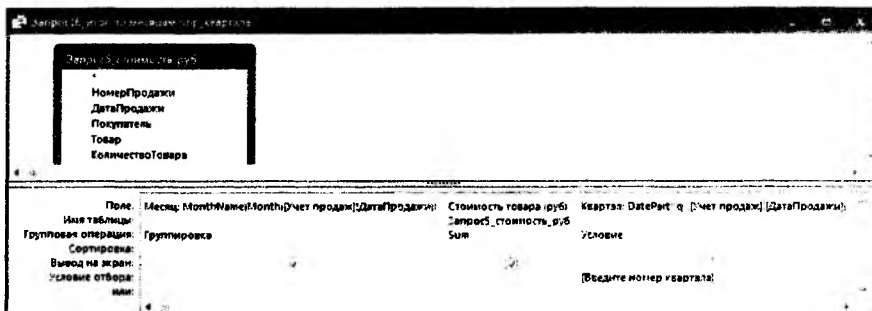 Запрос5_стоимость_руб
*
НомерПродажи
ДатаПродажи
Покупатель
Товар
КоличествоТовара
Поле: Месяц: MonthName(Month([Учет продаж]![ДатаПродажи])) Стоимость товара (руб) Квартал: DatePart( q ;[Учет продаж].[ДатаПродажи];
Имя таблицы: Запрос5_стоимость_руб
Групповая операция: Группировка Sum Условие
Сортировка:
Вывод на экран:
Условие отбора: [Введите номер квартала]
или: